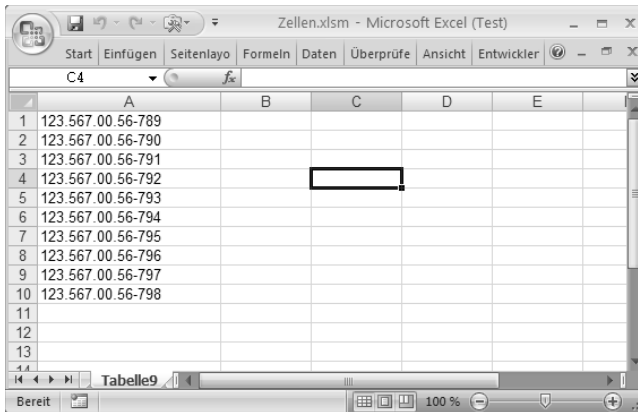 Zellen.xlsm - Microsoft Excel (Test)
Start Einfügen Seitenlayo Formeln Daten Überprüfe Ansicht Entwickler
C4 fx
A B C D E
1 123.567.00.56-789
2 123.567.00.56-790
3 123.567.00.56-791
4 123.567.00.56-792
5 123.567.00.56-793
6 123.567.00.56-794
7 123.567.00.56-795
8 123.567.00.56-796
9 123.567.00.56-797
10 123.567.00.56-798
11
12
13
14
Tabelle9
Bereit 100 %